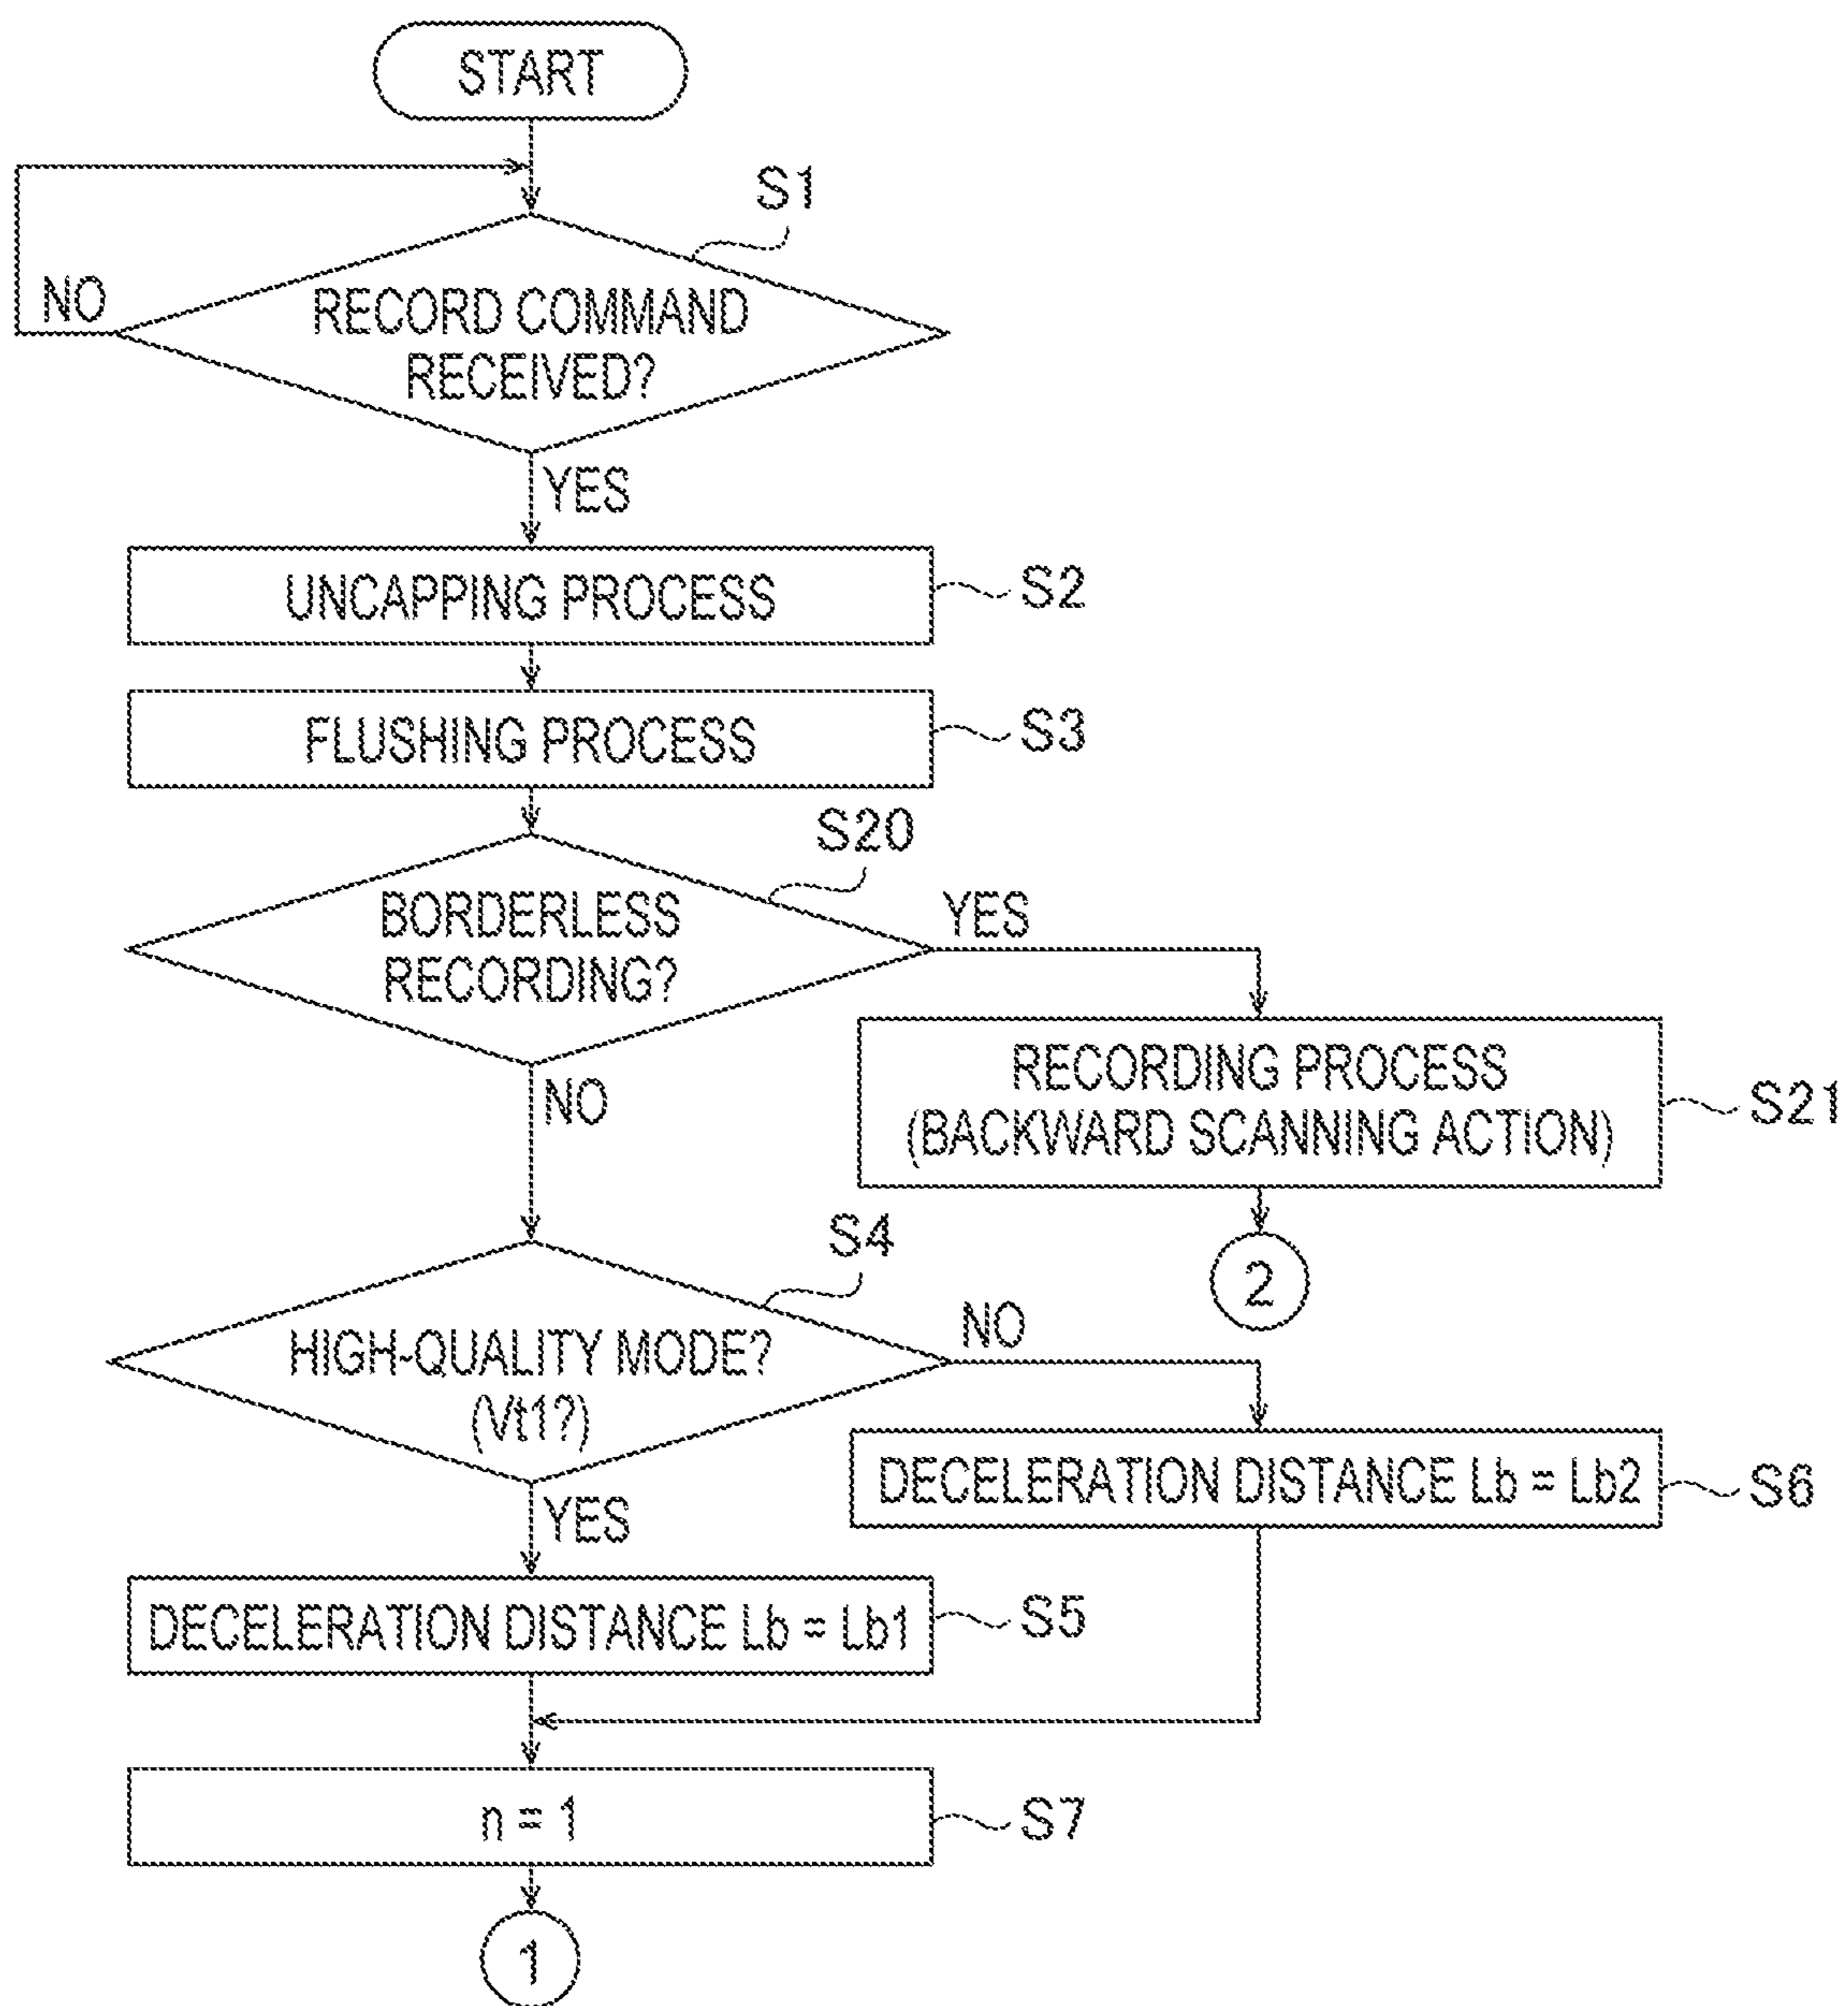 START
S1
NO
RECORD COMMAND
RECEIVED?
YES
UNCAPPING PROCESS
S2
FLUSHING PROCESS
S3
S20
BORDERLESS
RECORDING?
YES
NO
RECORDING PROCESS
(BACKWARD SCANNING ACTION)
S21
2
S4
HIGH-QUALITY MODE?
(Vt1?)
NO
DECELERATION DISTANCE Lb = Lb2
S6
YES
DECELERATION DISTANCE Lb = Lb1
S5
n = 1
S7
1